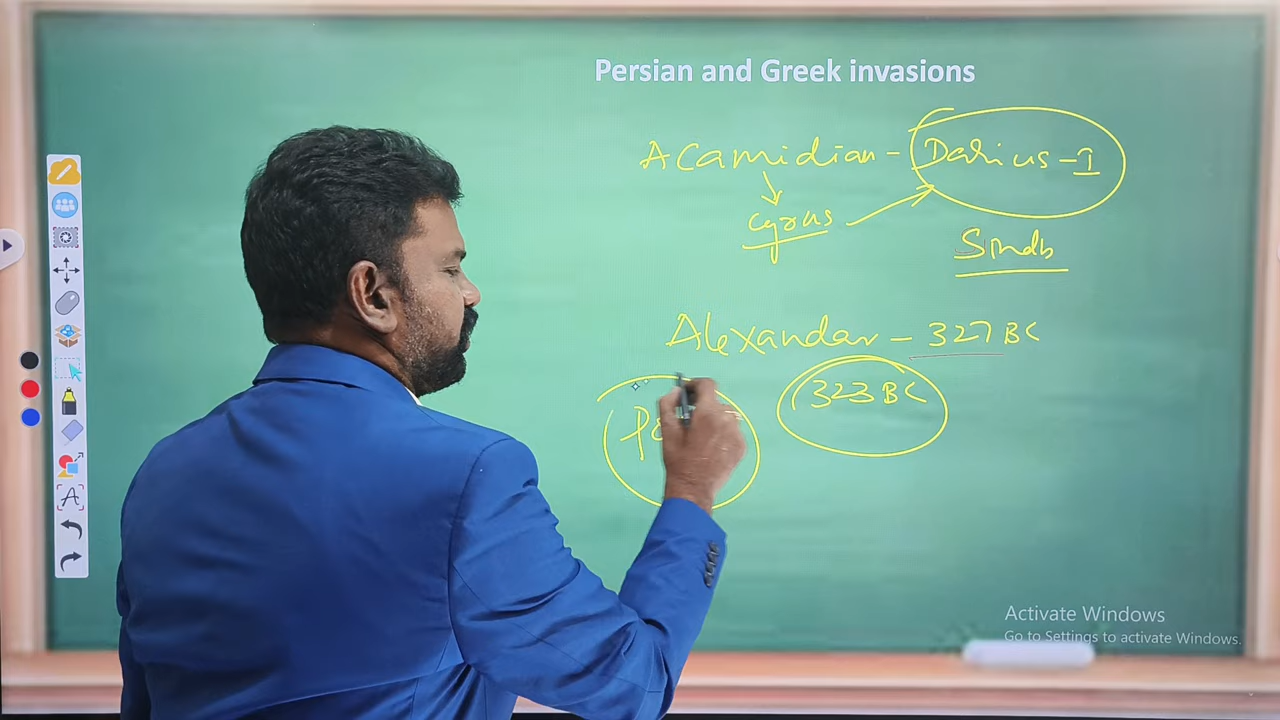 Persian and Greek invasions
Acamidian - Darius - I
Cyrus
Sindh
Alexandar - 327 BC
323 BC
Activate Windows
Go to Settings to activate Windows.